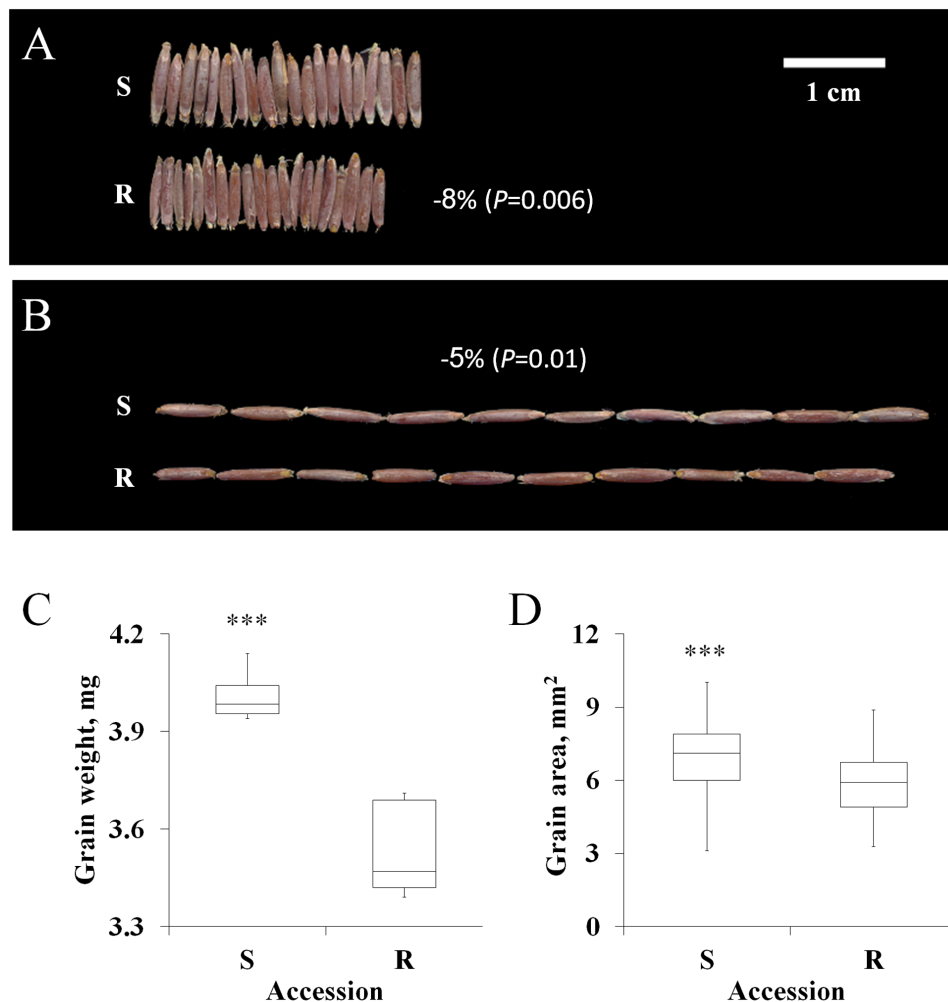 A
S
1 cm
R
-8% (P=0.006)
B
-5% (P=0.01)
S
R
C
***
4.2
3.9
3.6
3.3
Grain weight, mg
S
R
Accession
D
***
12
9
6
3
0
Grain area, mm²
S
R
Accession